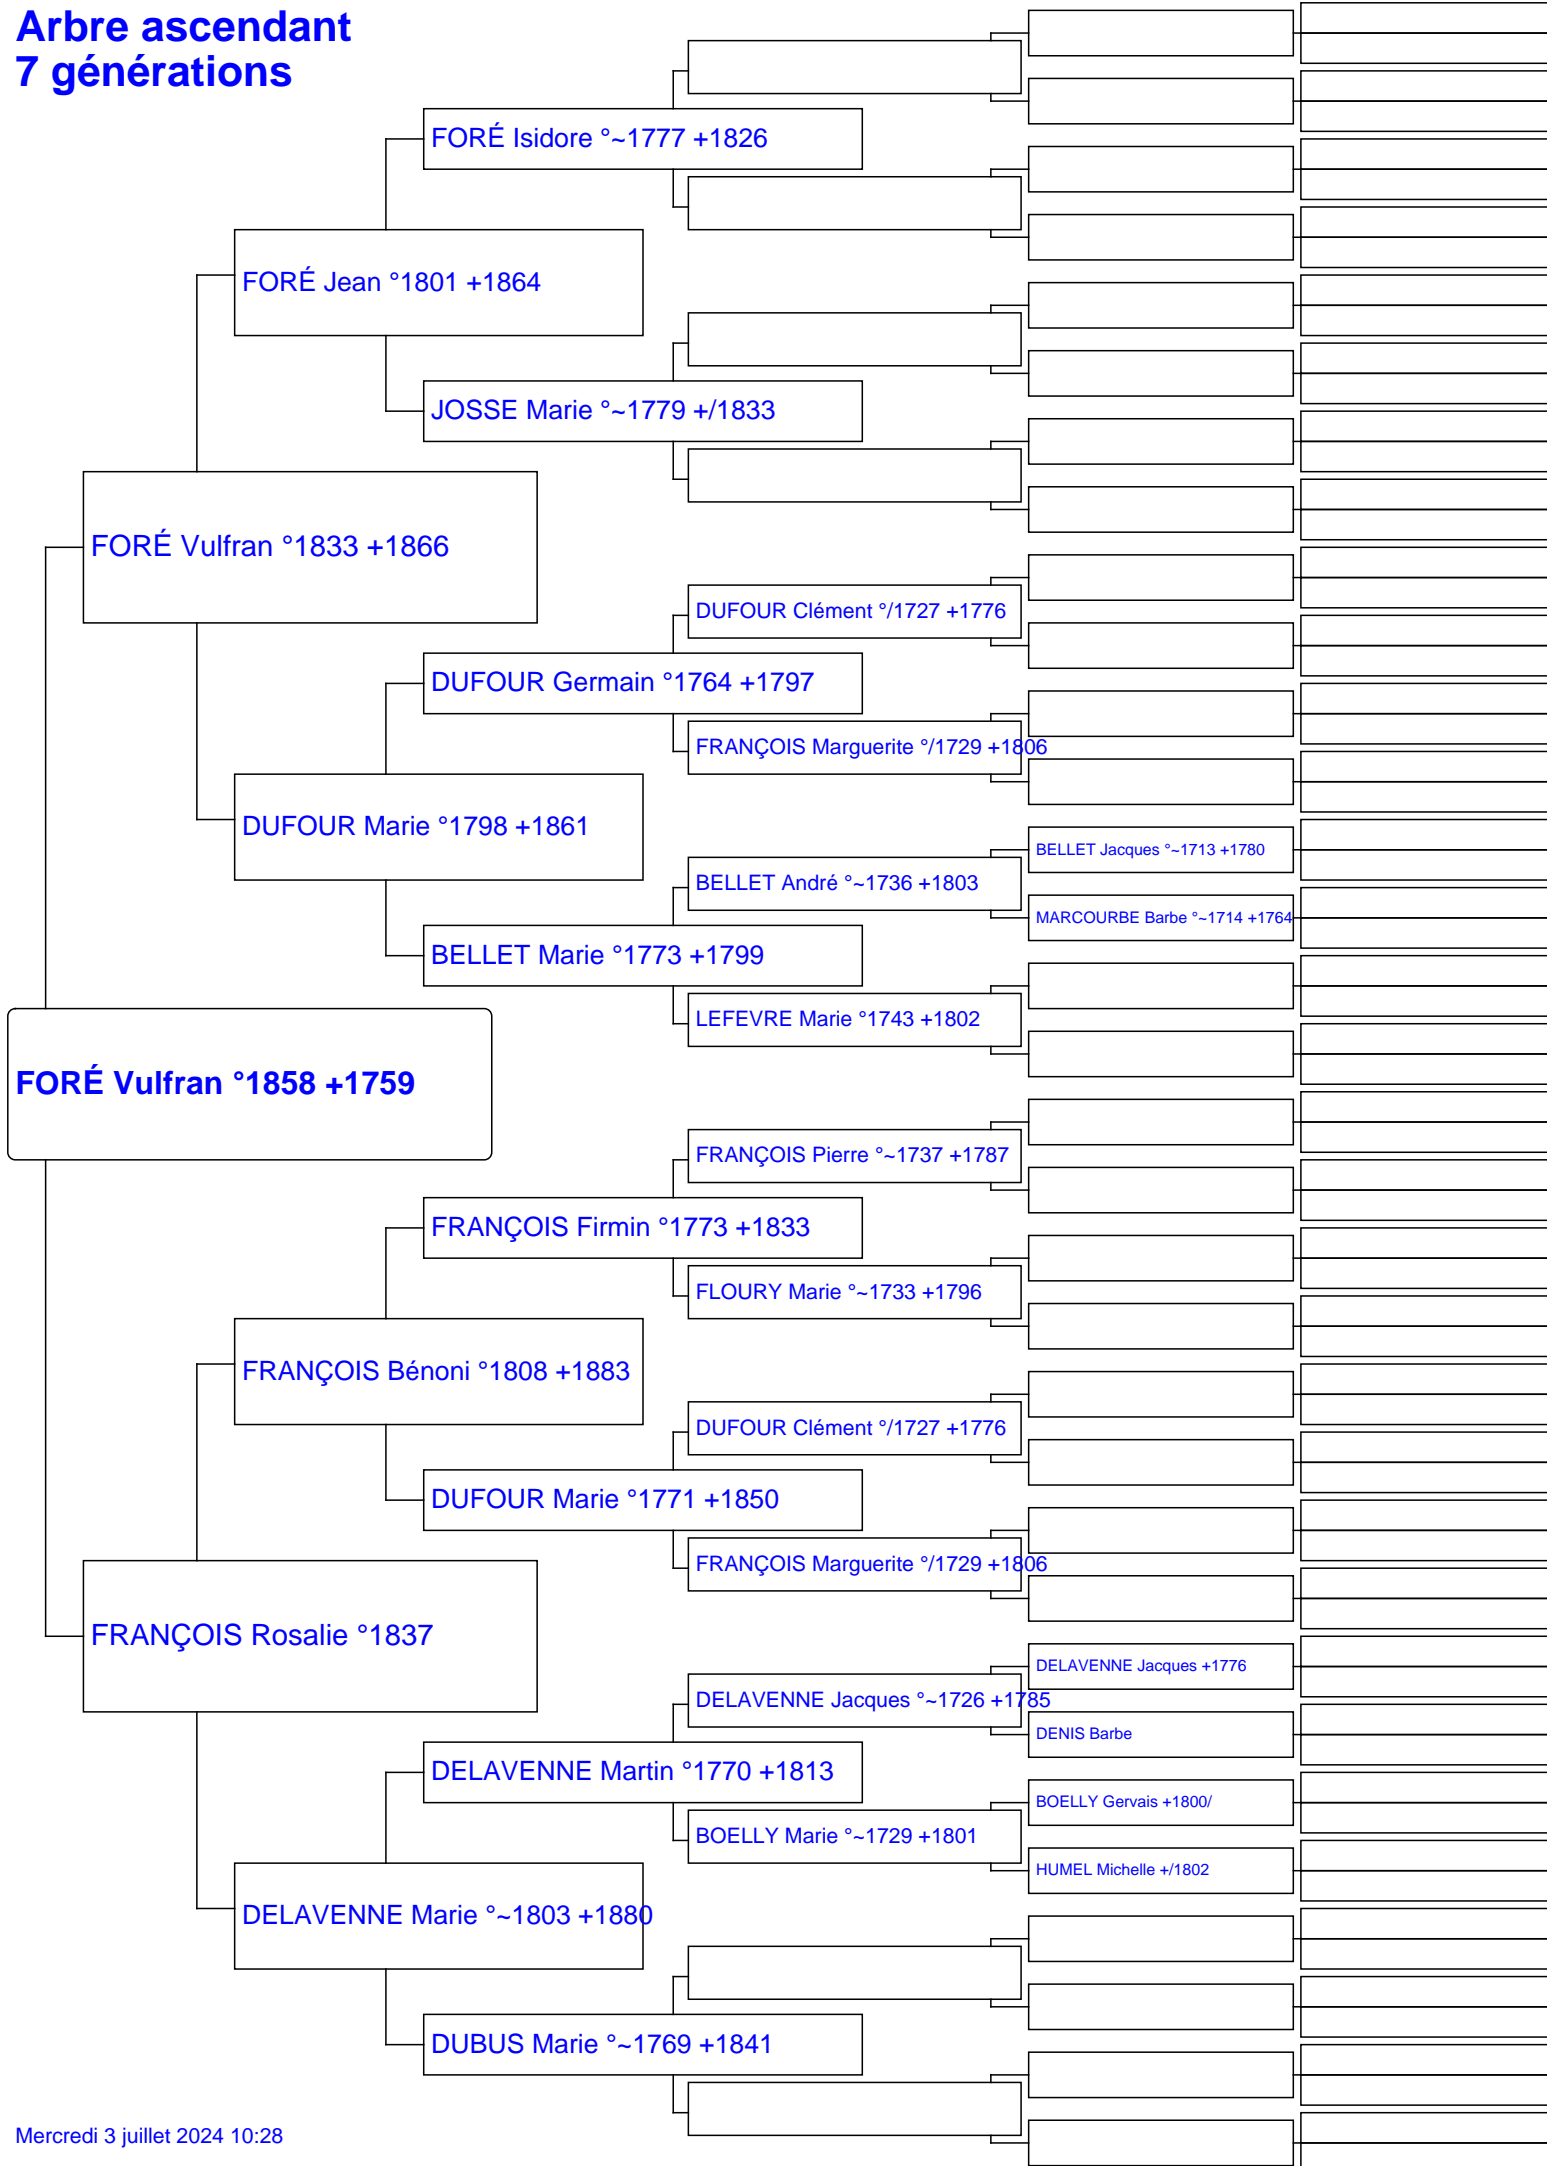 Arbre ascendant
7 générations
FORÉ Isidore °~1777 +1826
FORÉ Jean °1801 +1864
JOSSE Marie °~1779 +/1833
FORÉ Vulfran °1833 +1866
DUFOUR Clément °/1727 +1776
DUFOUR Germain °1764 +1797
FRANÇOIS Marguerite °/1729 +1806
DUFOUR Marie °1798 +1861
BELLET Jacques °~1713 +1780
BELLET André °~1736 +1803
MARCOURBE Barbe °~1714 +1764
BELLET Marie °1773 +1799
LEFEVRE Marie °1743 +1802
FORÉ Vulfran °1858 +1759
FRANÇOIS Pierre °~1737 +1787
FRANÇOIS Firmin °1773 +1833
FLOURY Marie °~1733 +1796
FRANÇOIS Bénoni °1808 +1883
DUFOUR Clément °/1727 +1776
DUFOUR Marie °1771 +1850
FRANÇOIS Marguerite °/1729 +1806
FRANÇOIS Rosalie °1837
DELAVENNE Jacques +1776
DELAVENNE Jacques °~1726 +1785
DENIS Barbe
DELAVENNE Martin °1770 +1813
BOELLY Gervais +1800/
BOELLY Marie °~1729 +1801
HUMEL Michelle +/1802
DELAVENNE Marie °~1803 +1880
DUBUS Marie °~1769 +1841
Mercredi 3 juillet 2024 10:28